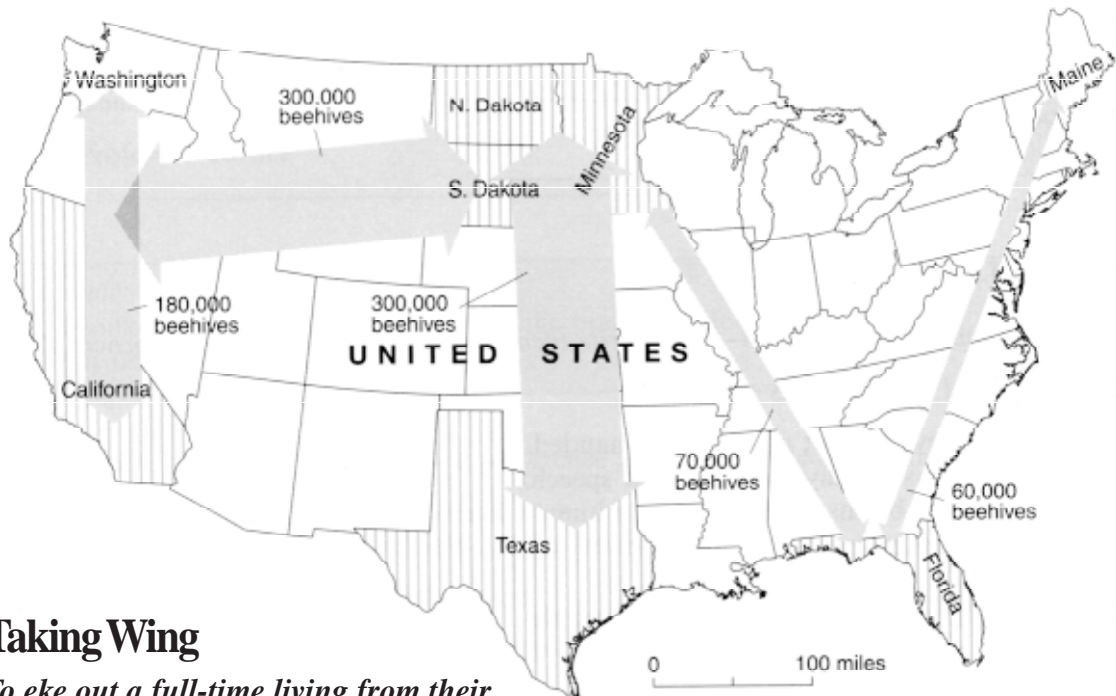 Washington
Maine
300.000
beehives
N. Dakota
Minnesota
S. Dakota
180,000
beehives
300,000
beehives
UNITED STATES
California
70,000
beehives
60,000
beehives
Texas
Florida
Taking Wing
0 100 miles
To eke out a full-time living from their